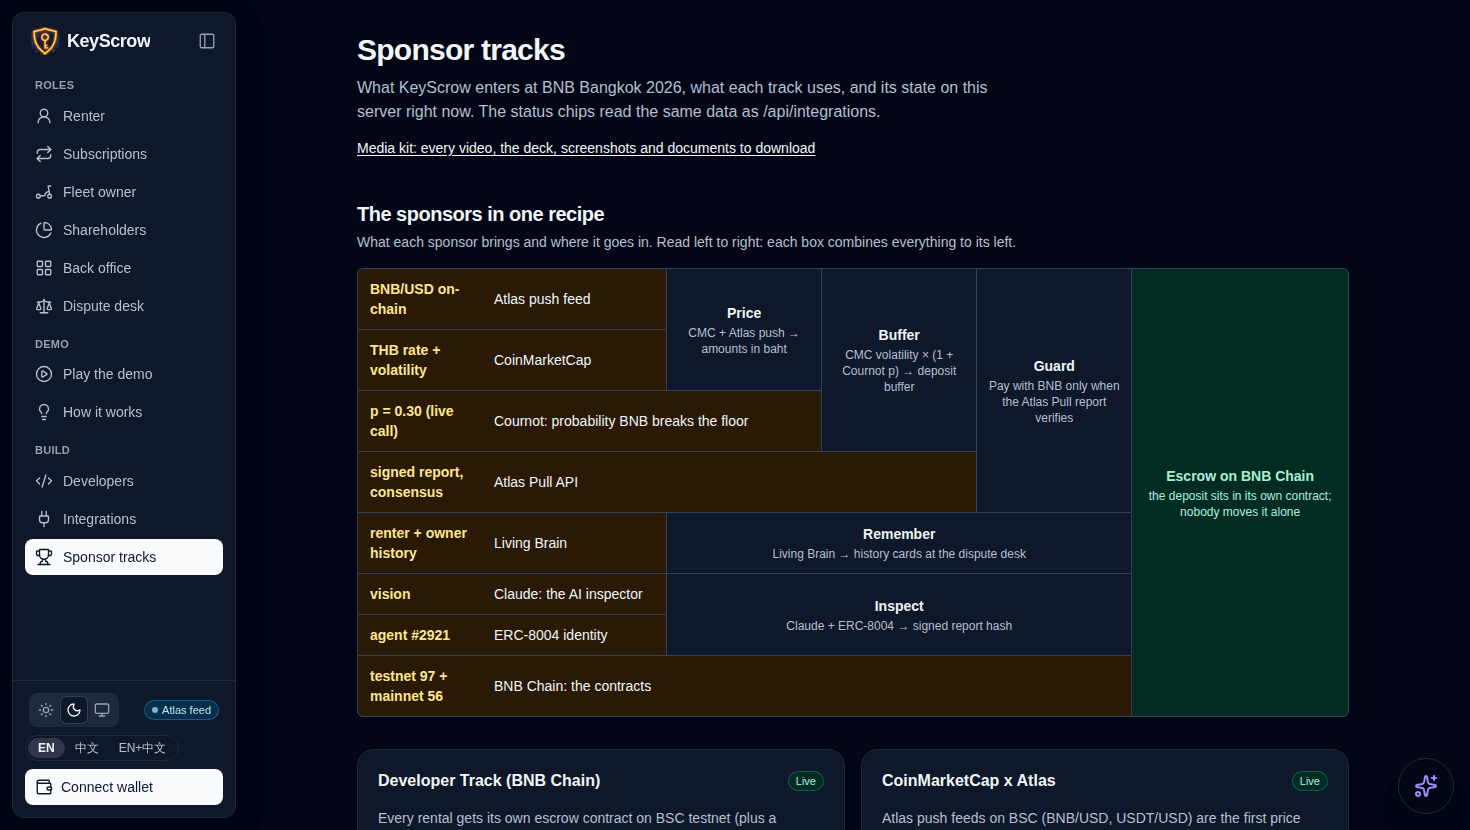 KeyScrow
ROLES
Renter
Subscriptions
Fleet owner
Shareholders
Back office
Dispute desk
DEMO
Play the demo
How it works
BUILD
Developers
Integrations
Sponsor tracks
Atlas feed
EN
中文
EN+中文
Connect wallet
Sponsor tracks
What KeyScrow enters at BNB Bangkok 2026, what each track uses, and its state on this
server right now. The status chips read the same data as /api/integrations.
Media kit: every video, the deck, screenshots and documents to download
The sponsors in one recipe
What each sponsor brings and where it goes in. Read left to right: each box combines everything to its left.
BNB/USD on-
chain
Atlas push feed
THB rate +
volatility
CoinMarketCap
Price
CMC + Atlas push →
amounts in baht
p = 0.30 (live
call)
Cournot: probability BNB breaks the floor
Buffer
CMC volatility × (1 +
Cournot p) → deposit
buffer
signed report,
consensus
Atlas Pull API
Guard
Pay with BNB only when
the Atlas Pull report
verifies
renter + owner
history
Living Brain
Remember
Living Brain → history cards at the dispute desk
vision
Claude: the AI inspector
agent #2921
ERC-8004 identity
Inspect
Claude + ERC-8004 → signed report hash
testnet 97 +
mainnet 56
BNB Chain: the contracts
Escrow on BNB Chain
the deposit sits in its own contract;
nobody moves it alone
Developer Track (BNB Chain)
Live
Every rental gets its own escrow contract on BSC testnet (plus a
CoinMarketCap x Atlas
Live
Atlas push feeds on BSC (BNB/USD, USDT/USD) are the first price